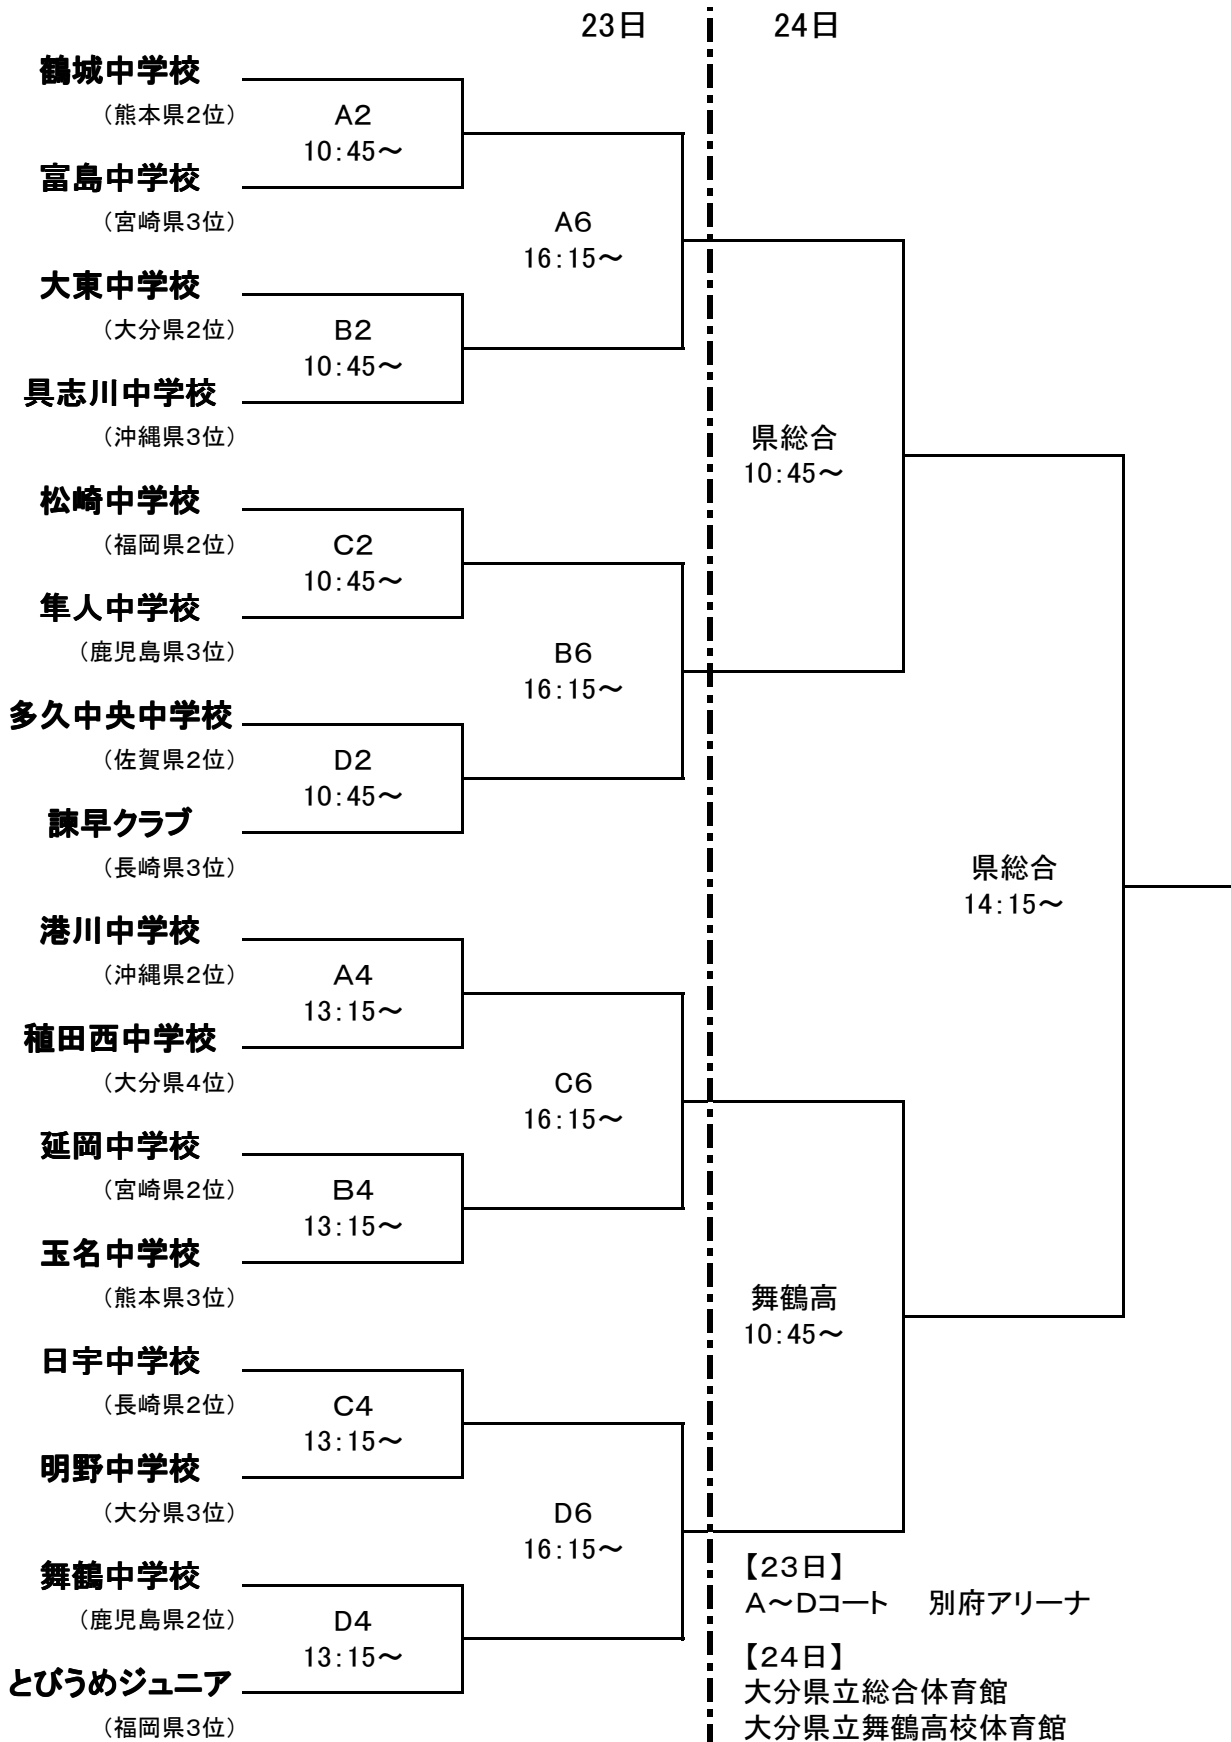 23日
24日
鶴城中学校
（熊本県2位）
A2
10:45～
富島中学校
（宮崎県3位）
A6
16:15～
大東中学校
（大分県2位）
B2
10:45～
具志川中学校
（沖縄県3位）
県総合
10:45～
松崎中学校
（福岡県2位）
C2
10:45～
隼人中学校
（鹿児島県3位）
B6
16:15～
多久中央中学校
（佐賀県2位）
D2
10:45～
諫早クラブ
（長崎県3位）
県総合
14:15～
港川中学校
（沖縄県2位）
A4
13:15～
稙田西中学校
（大分県4位）
C6
16:15～
延岡中学校
（宮崎県2位）
B4
13:15～
玉名中学校
（熊本県3位）
舞鶴高
10:45～
日宇中学校
（長崎県2位）
C4
13:15～
明野中学校
（大分県3位）
D6
16:15～
舞鶴中学校
（鹿児島県2位）
D4
13:15～
とびうめジュニア
（福岡県3位）
【23日】
A～Dコート　別府アリーナ
【24日】
大分県立総合体育館
大分県立舞鶴高校体育館